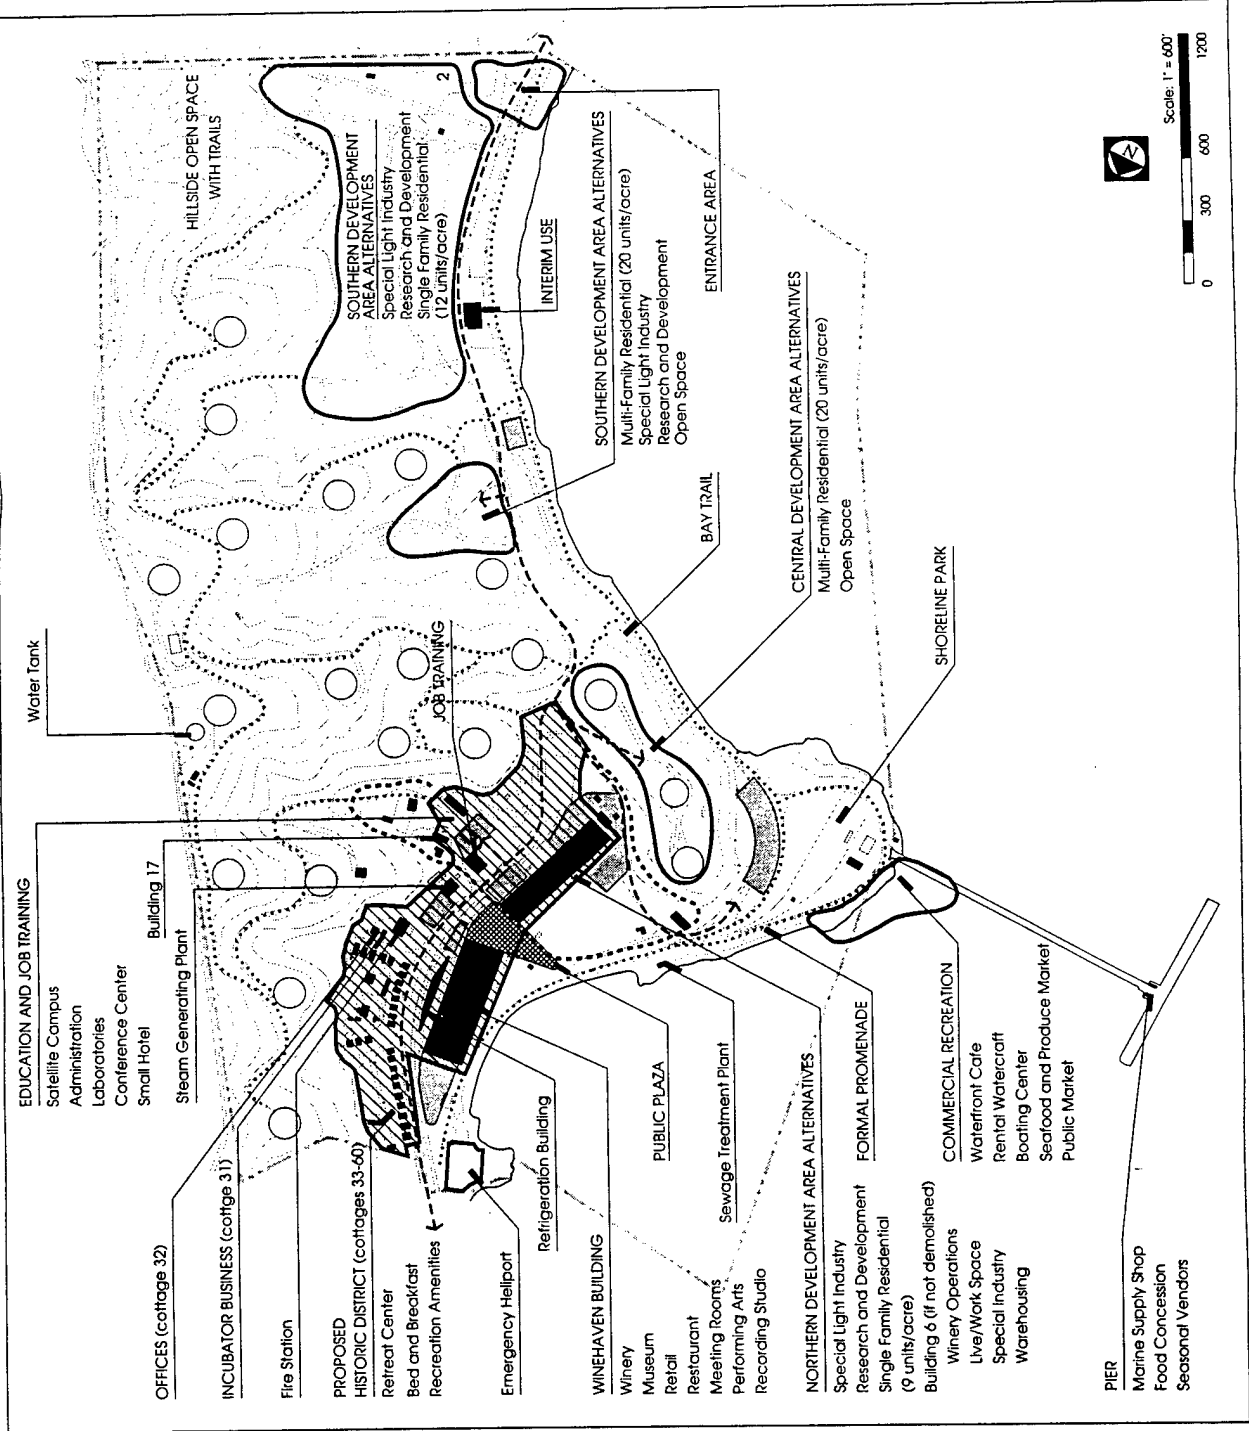 EDUCATION AND JOB TRAINING
Satellite Campus
Administration
Laboratories
Conference Center
Small Hotel
Building 17
Steam Generating Plant
Water Tank
JOB TRAINING
HILLSIDE OPEN SPACE
WITH TRAILS
SOUTHERN DEVELOPMENT
AREA ALTERNATIVES
Special Light Industry
Research and Development
Single Family Residential
(12 units/acre)
2
OFFICES (cottage 32)
INCUBATOR BUSINESS (cottge 31)
Fire Station
PROPOSED
HISTORIC DISTRICT (cottages 33-60)
Retreat Center
Bed and Breakfast
Recreation Amenities
Emergency Heliport
Refrigeration Building
WINEHAVEN BUILDING
Winery
Museum
Retail
Restaurant
Meeting Rooms
Performing Arts
Recording Studio
PUBLIC PLAZA
Sewage Treatment Plant
NORTHERN DEVELOPMENT AREA ALTERNATIVES
Special Light Industry
Research and Development
Single Family Residential
(9 units/acre)
Building 6 (if not demolished)
Winery Operations
Live/Work Space
Special Industry
Warehousing
FORMAL PROMENADE
COMMERCIAL RECREATION
Waterfront Cafe
Rental Watercraft
Boating Center
Seafood and Produce Market
Public Market
PIER
Marine Supply Shop
Food Concession
Seasonal Vendors
INTERIM USE
SOUTHERN DEVELOPMENT AREA ALTERNATIVES
Multi-Family Residential (20 units/acre)
Special Light Industry
Research and Development
Open Space
ENTRANCE AREA
BAY TRAIL
CENTRAL DEVELOPMENT AREA ALTERNATIVES
Multi-Family Residential (20 units/acre)
Open Space
SHORELINE PARK
N
Scale: 1" = 600'
0 300 600 1200